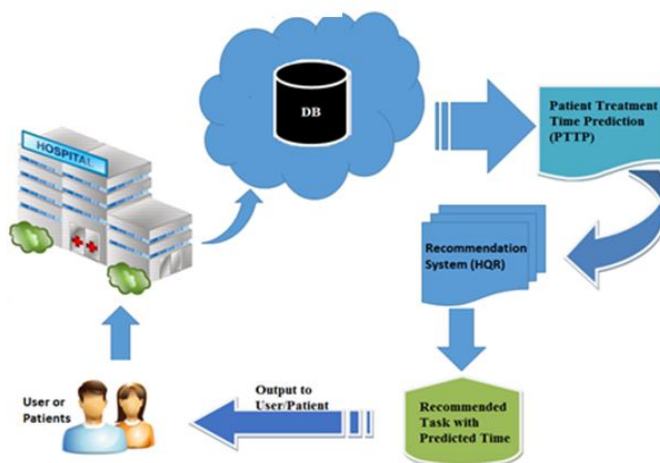 DB
HOSPITAL
Patient Treatment
Time Prediction
(PTTP)
Recommendation
System (HQR)
User or
Patients
Output to
User/Patient
Recommended
Task with
Predicted Time